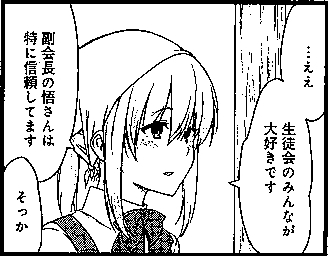 …ええ
生徒会のみんなが
大好きです
副会長の悟さんは
特に信頼してます
そっか